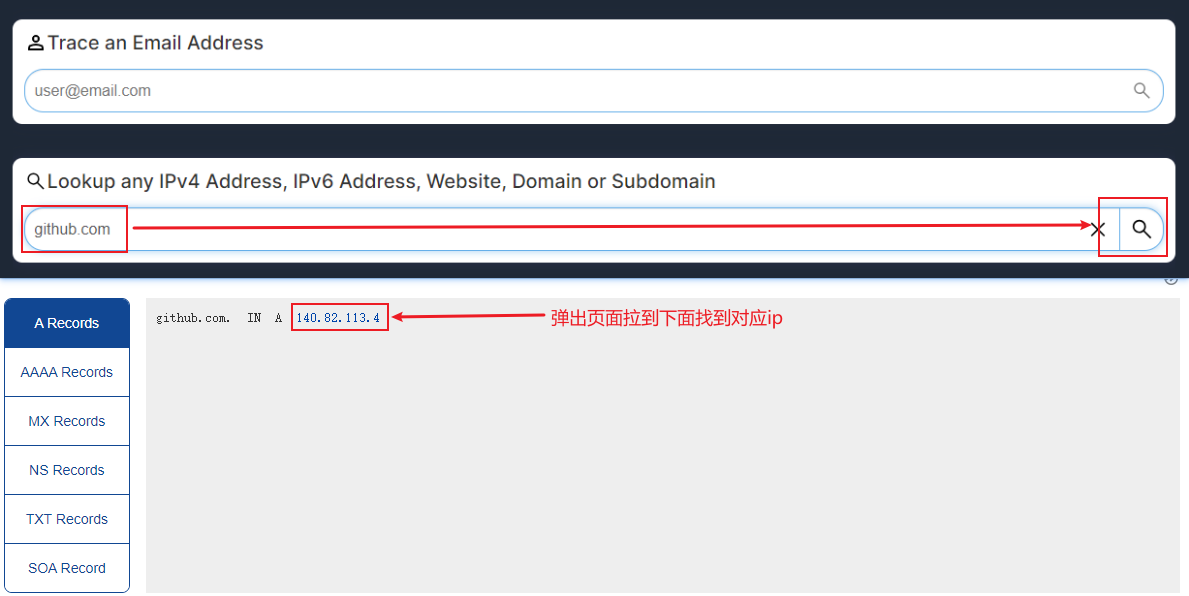 Trace an Email Address
user@email.com
Lookup any IPv4 Address, IPv6 Address, Website, Domain or Subdomain
github.com
A Records
github.com. IN A 140.82.113.4
弹出页面拉到下面找到对应ip
AAAA Records
MX Records
NS Records
TXT Records
SOA Record